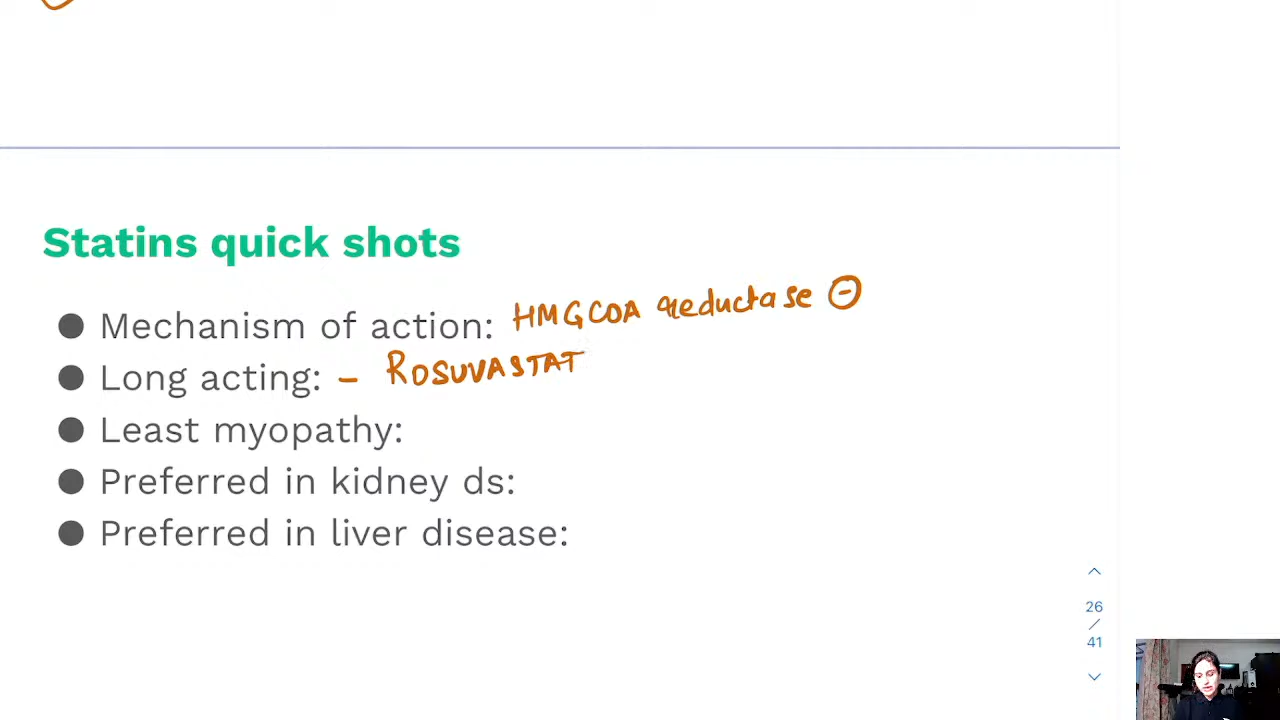 Statins quick shots
● Mechanism of action: HMGCOA reductase ⊖
● Long acting: - ROSUVASTAT
● Least myopathy:
● Preferred in kidney ds:
● Preferred in liver disease:
26
/
41